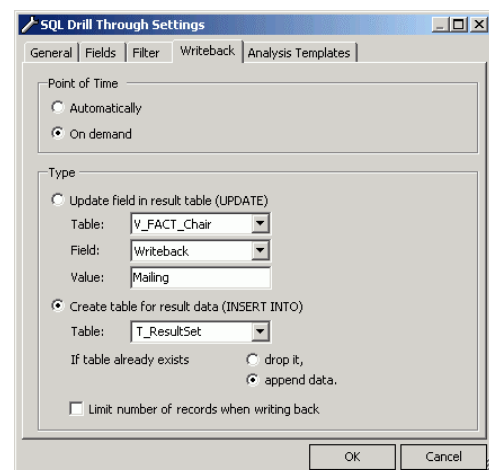 SQL Drill Through Settings
General Fields Filter Writeback Analysis Templates
Point of Time
Automatically
On demand
Type
Update field in result table (UPDATE)
Table: V_FACT_Chair
Field: Writeback
Value: Mailing
Create table for result data (INSERT INTO)
Table: T_ResultSet
If table already exists drop it,
append data.
Limit number of records when writing back
OK Cancel